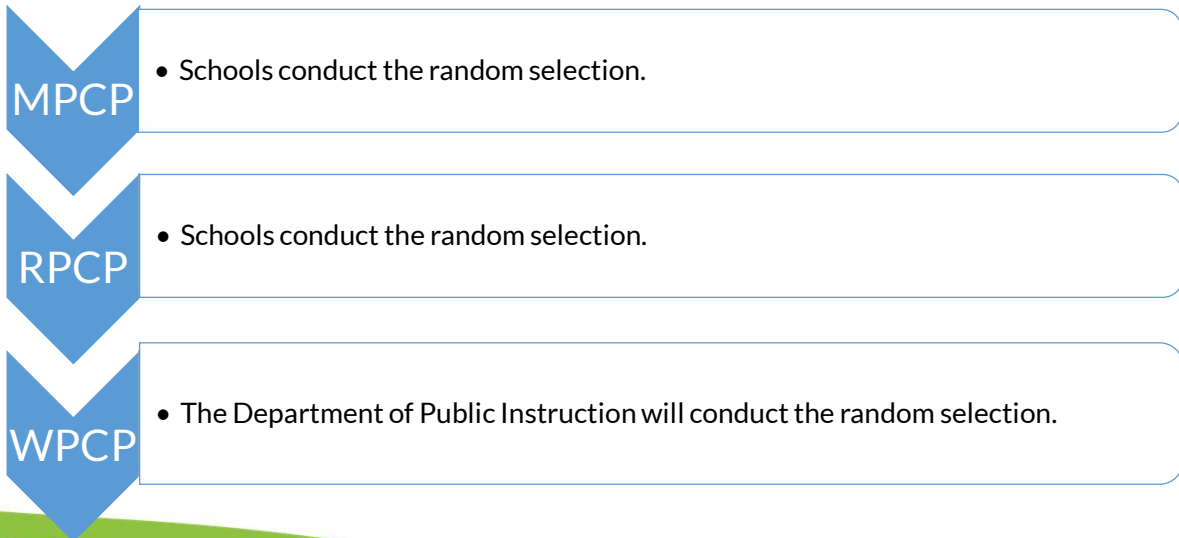 MPCP
• Schools conduct the random selection.
RPCP
• Schools conduct the random selection.
WPCP
• The Department of Public Instruction will conduct the random selection.